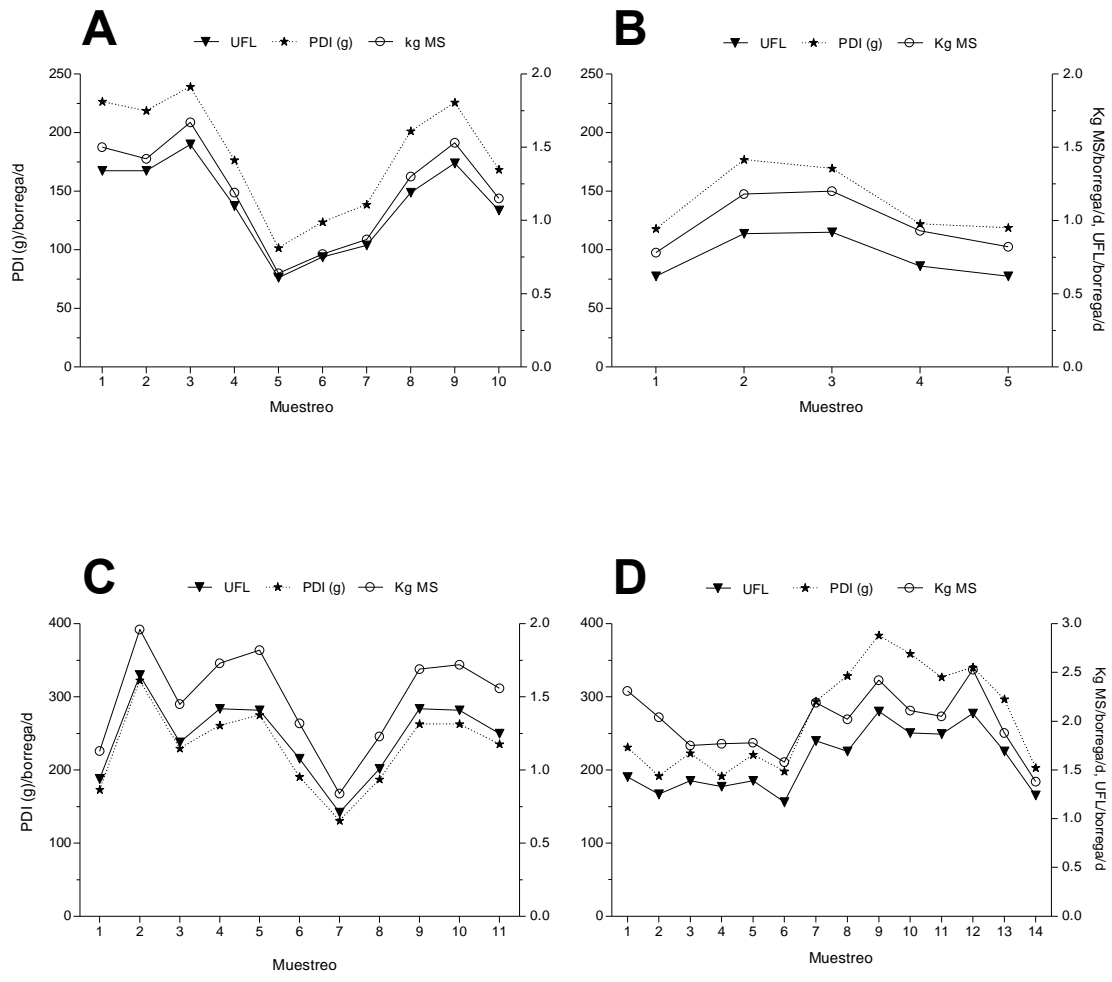 A
UFL PDI (g) kg MS
250
200
150
100
50
0
2.0
1.5
1.0
0.5
0.0
PDI (g)/borrega/d
1 2 3 4 5 6 7 8 9 10
Muestreo
B
UFL PDI (g) Kg MS
250
200
150
100
50
0
2.0
1.5
1.0
0.5
0.0
Kg MS/borrega/d, UFL/borrega/d
1 2 3 4 5
Muestreo
C
UFL PDI (g) Kg MS
400
300
200
100
0
2.0
1.5
1.0
0.5
0.0
PDI (g)/borrega/d
1 2 3 4 5 6 7 8 9 10 11
Muestreo
D
UFL PDI (g) Kg MS
400
300
200
100
0
3.0
2.5
2.0
1.5
1.0
0.5
0.0
Kg MS/borrega/d, UFL/borrega/d
1 2 3 4 5 6 7 8 9 10 11 12 13 14
Muestreo